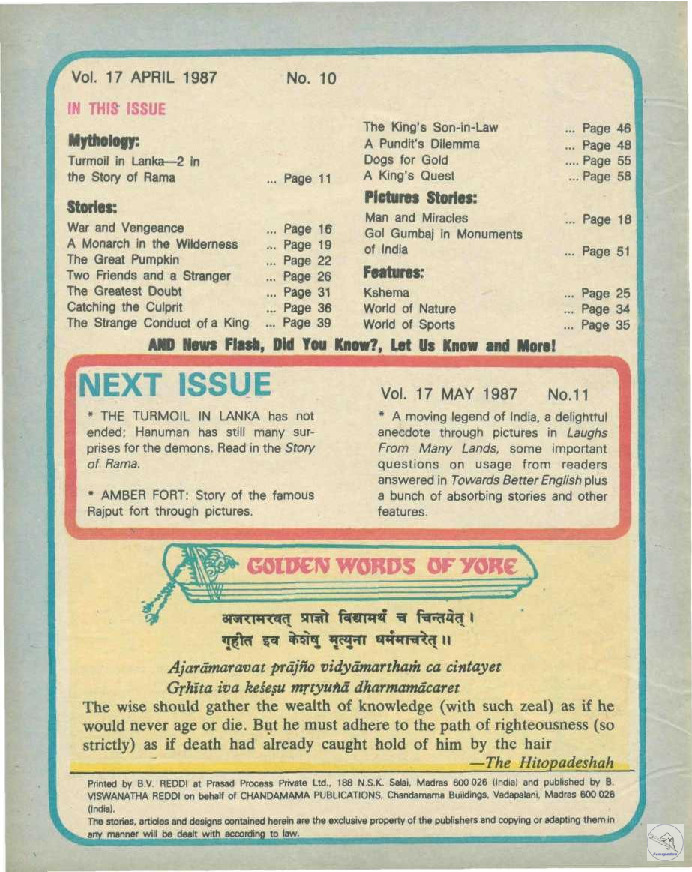 Vol. 17 APRIL 1987 No. 10
IN THIS ISSUE
Mythology:
Turmoil in Lanka—2 in
the Story of Rama ... Page 11
Stories:
War and Vengeance ... Page 16
A Monarch in the Wilderness ... Page 19
The Great Pumpkin ... Page 22
Two Friends and a Stranger ... Page 26
The Greatest Doubt ... Page 31
Catching the Culprit ... Page 36
The Strange Conduct of a King ... Page 39
The King's Son-in-Law ... Page 46
A Pundit's Dilemma ... Page 48
Dogs for Gold .... Page 55
A King's Quest ... Page 58
Pictures Stories:
Man and Miracles ... Page 18
Gol Gumbaj in Monuments
of India ... Page 51
Features:
Kshema ... Page 25
World of Nature ... Page 34
World of Sports ... Page 35
AND News Flash, Did You Know?, Let Us Know and More!
NEXT ISSUE
Vol. 17 MAY 1987 No.11
* THE TURMOIL IN LANKA has not
ended; Hanuman has still many sur-
prises for the demons. Read in the Story
of Rama.
* AMBER FORT: Story of the famous
Rajput fort through pictures.
* A moving legend of India, a delightful
anecdote through pictures in Laughs
From Many Lands, some important
questions on usage from readers
answered in Towards Better English plus
a bunch of absorbing stories and other
features.
GOLDEN WORDS OF YORE
अजरामरवत् प्राज्ञो विद्यामर्थं च चिन्तयेत् ।
गृहीत इव केशेषु मृत्युना धर्ममाचरेत् ॥
Ajarāmaravat prājño vidyāmarthaṁ ca cintayet
Gṛhīta iva keśeṣu mṛtyunā dharmamācaret
The wise should gather the wealth of knowledge (with such zeal) as if he
would never age or die. But he must adhere to the path of righteousness (so
strictly) as if death had already caught hold of him by the hair
—The Hitopadeshah
Printed by B.V. REDDI at Prasad Process Private Ltd., 188 N.S.K. Salai, Madras 600 026 (India) and published by B.
VISWANATHA REDDI on behalf of CHANDAMAMA PUBLICATIONS, Chandamama Buildings, Vadapalani, Madras 600 026
(India).
The stories, articles and designs contained herein are the exclusive property of the publishers and copying or adapting them in
any manner will be dealt with according to law.